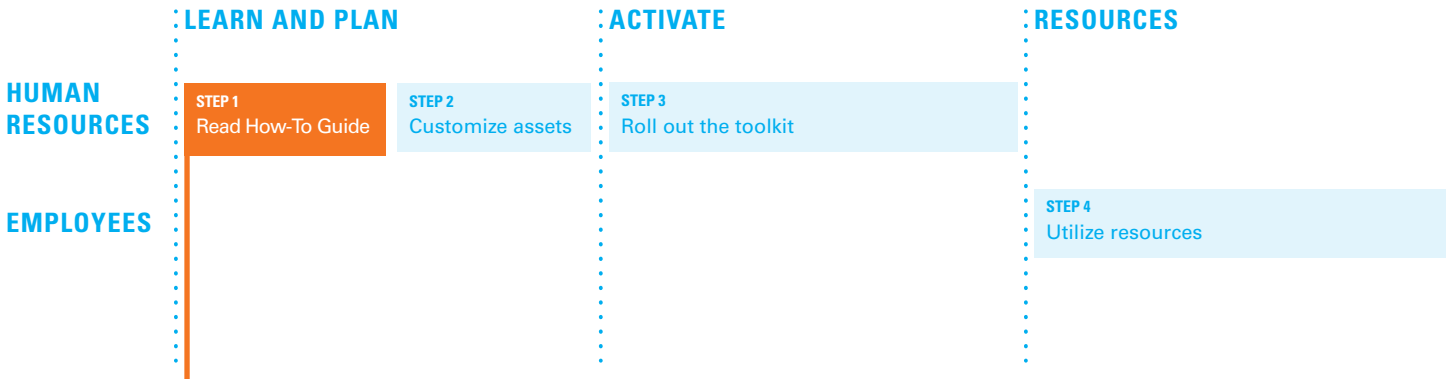 LEARN AND PLAN
ACTIVATE
RESOURCES
HUMAN
RESOURCES
STEP 1
Read How-To Guide
STEP 2
Customize assets
STEP 3
Roll out the toolkit
EMPLOYEES
STEP 4
Utilize resources